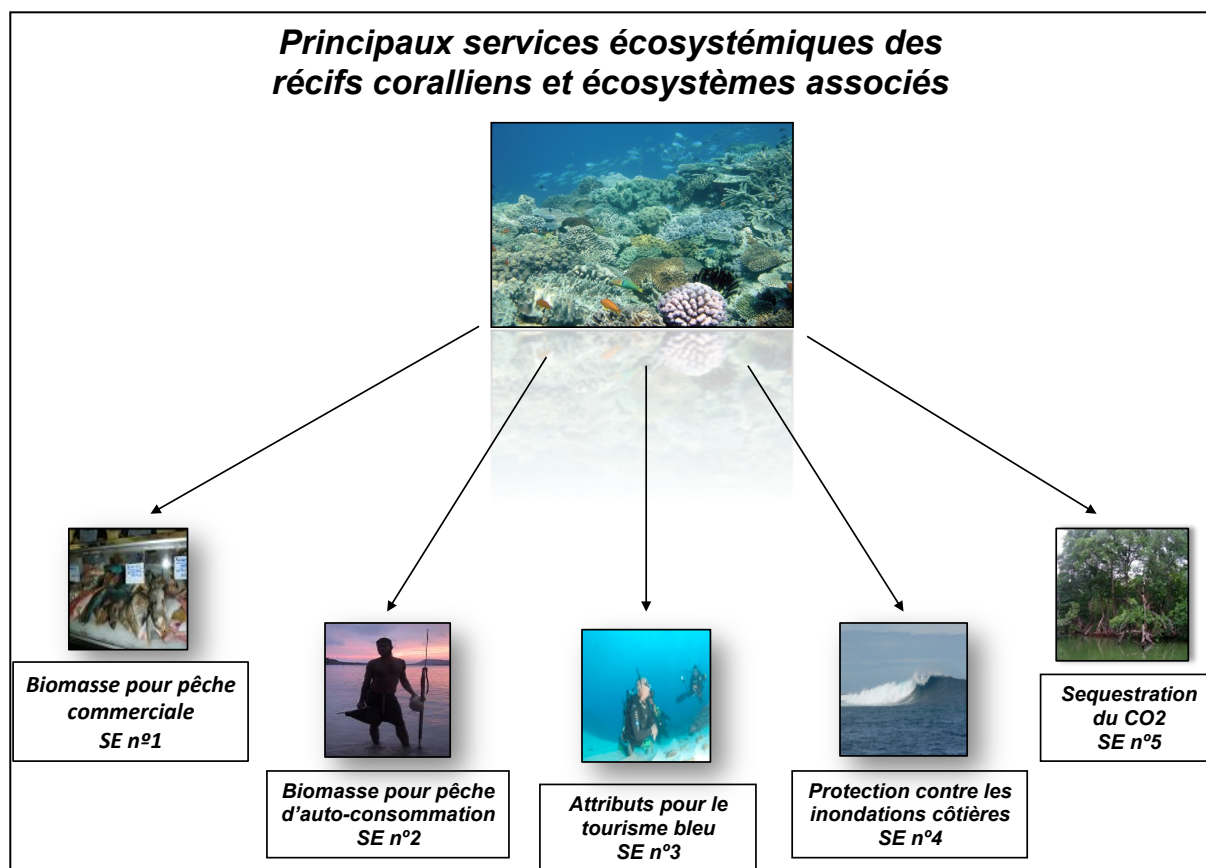 Principaux services écosystémiques des
récifs coralliens et écosystèmes associés
Biomasse pour pêche
commerciale
SE nº1
Biomasse pour pêche
d'auto-consommation
SE nº2
Attributs pour le
tourisme bleu
SE nº3
Protection contre les
inondations côtières
SE nº4
Sequestration
du CO2
SE nº5